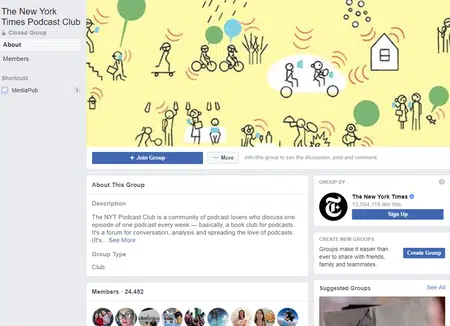 The New York
Times Podcast Club
Closed Group
About
Members
Shortcuts
MediaPub
1
+ Join Group
··· More
Join this group to see the discussion, post and comment.
About This Group
Description
The NYT Podcast Club is a community of podcast lovers who discuss one
episode of one podcast every week — basically, a book club for podcasts.
It's a forum for conversation, analysis and spreading the love of podcasts.
(It's... See More
Group Type
Club
Members · 24,452
GROUP BY
The New York Times
like this
Sign Up
CREATE NEW GROUPS
Groups make it easier than
ever to share with friends,
family and teammates.
Create Group
Suggested Groups
See All